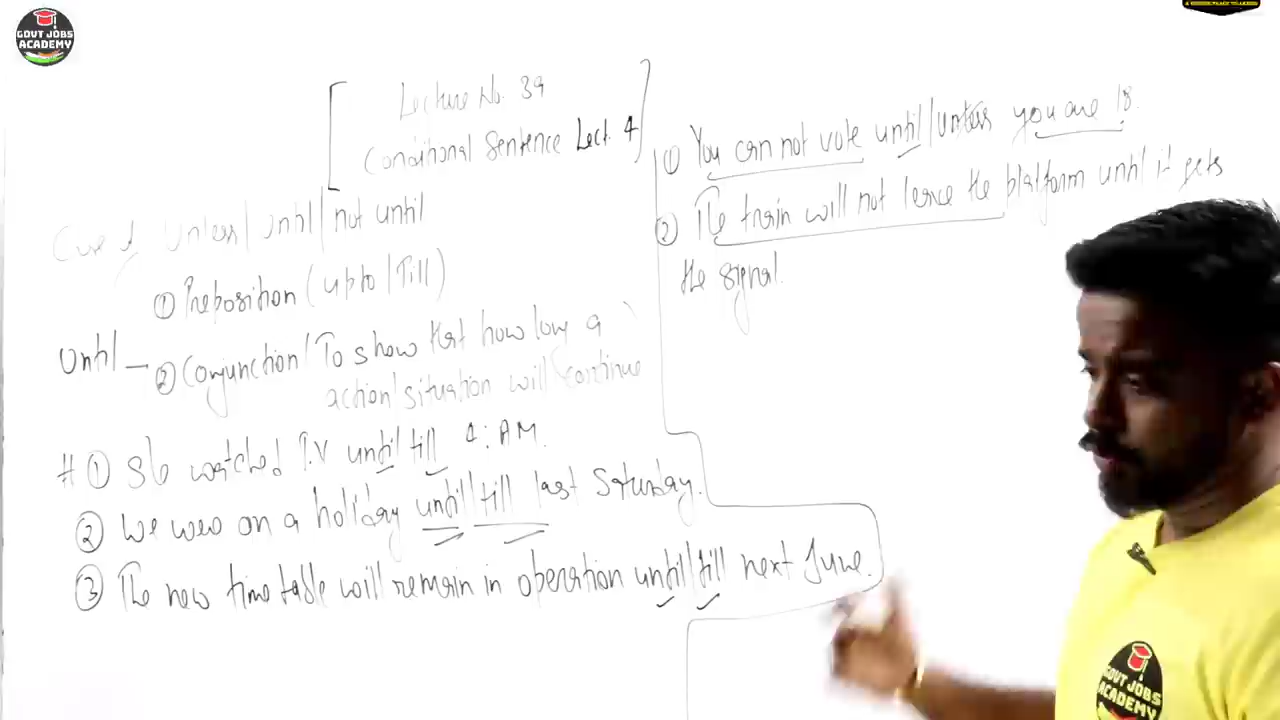 GOVT JOBS
ACADEMY
Lecture No. 39
Conditional Sentence Lect. 4
Unless/until/not until
① Preposition (upto/Till)
Until - ② Conjunction/To show that how long a
action/situation will continue
# ① She watched T.V until till 4:AM.
② We were on a holiday until/till last Saturday.
③ The new time table will remain in operation until/till next June.
① You can not vote until/unless you are 18.
② The train will not leave the platform until it gets
the signal.
GOVT JOBS
ACADEMY